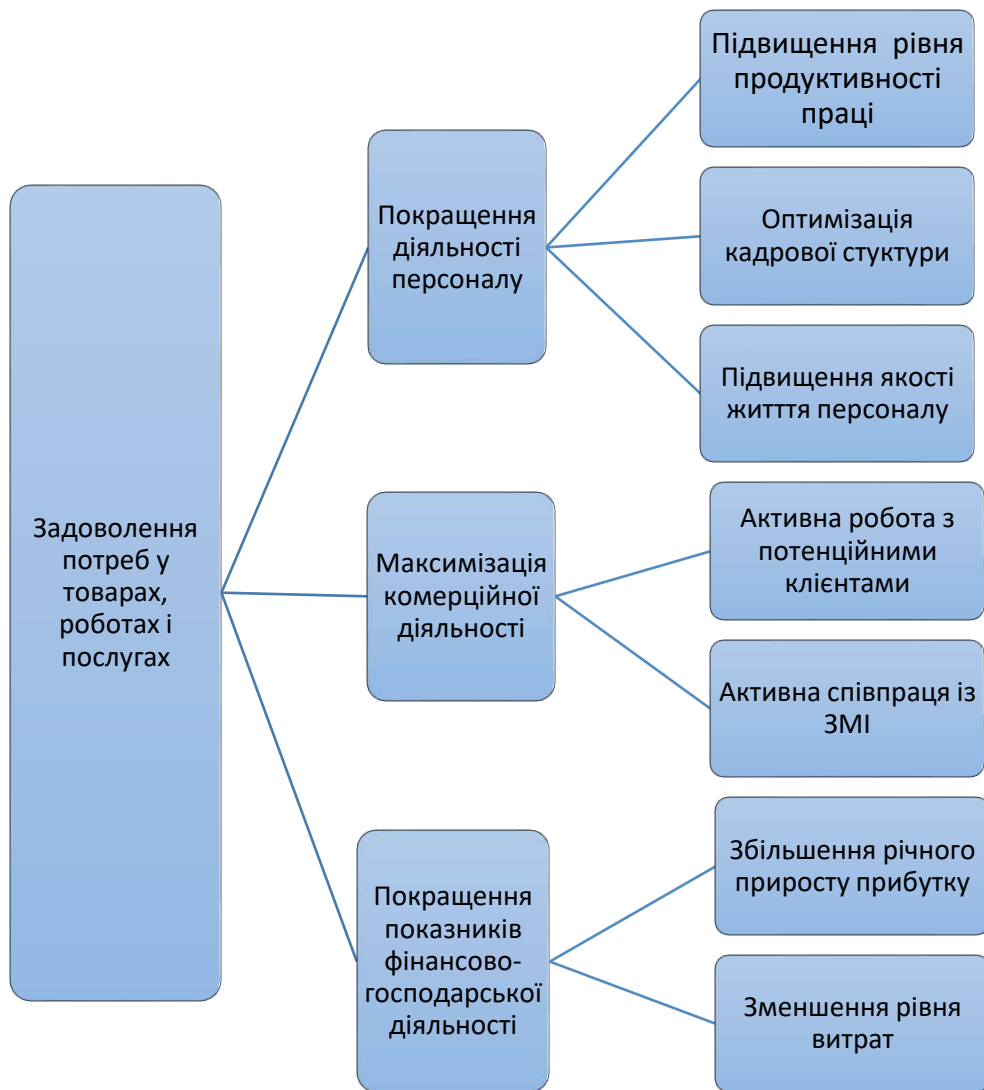 Задоволення
потреб у
товарах,
роботах і
послугах
Покращення
діяльності
персоналу
Підвищення рівня
продуктивності
праці
Оптимізація
кадрової стуктури
Підвищення якості
житття персоналу
Максимізація
комерційної
діяльності
Активна робота з
потенційними
клієнтами
Активна співпраця із
ЗМІ
Покращення
показників
фінансово-
господарської
діяльності
Збільшення річного
приросту прибутку
Зменшення рівня
витрат